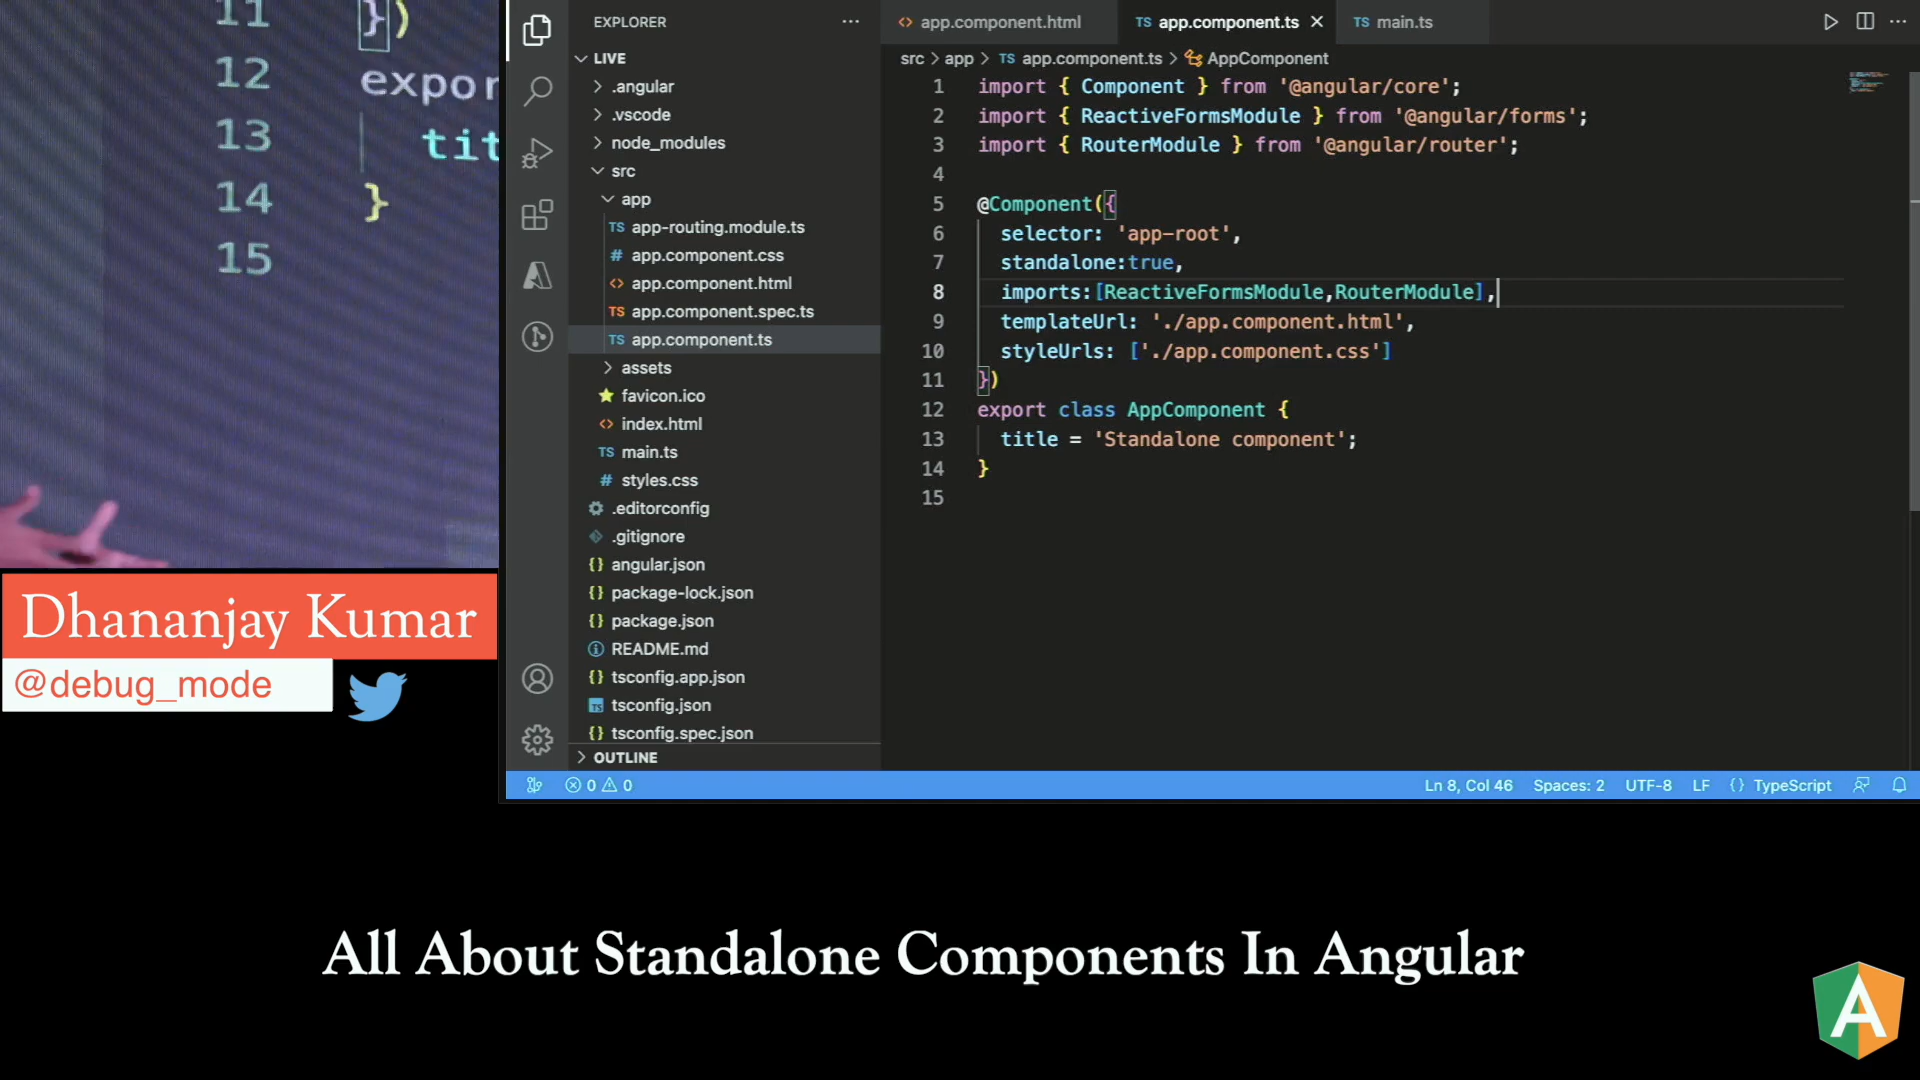 11 })
12 expor
13 tit
14 }
15
Dhananjay Kumar
@debug_mode
EXPLORER
LIVE
.angular
.vscode
node_modules
src
app
TS app-routing.module.ts
# app.component.css
<> app.component.html
TS app.component.spec.ts
TS app.component.ts
assets
favicon.ico
<> index.html
TS main.ts
# styles.css
.editorconfig
.gitignore
{} angular.json
{} package-lock.json
{} package.json
README.md
{} tsconfig.app.json
TS tsconfig.json
{} tsconfig.spec.json
OUTLINE
<> app.component.html TS app.component.ts × TS main.ts
src > app > TS app.component.ts > AppComponent
1 import { Component } from '@angular/core';
2 import { ReactiveFormsModule } from '@angular/forms';
3 import { RouterModule } from '@angular/router';
4
5 @Component({
6 selector: 'app-root',
7 standalone:true,
8 imports:[ReactiveFormsModule,RouterModule],
9 templateUrl: './app.component.html',
10 styleUrls: ['./app.component.css']
11 })
12 export class AppComponent {
13 title = 'Standalone component';
14 }
15
0 0 Ln 8, Col 46 Spaces: 2 UTF-8 LF {} TypeScript
All About Standalone Components In Angular
A